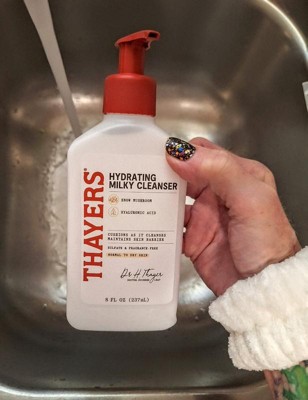 THAYERS®
HYDRATING
MILKY CLEANSER
SNOW MUSHROOM
HYALURONIC ACID
CUSHIONS AS IT CLEANSES
MAINTAINS SKIN BARRIER
SULFATE & FRAGRANCE-FREE
NORMAL TO DRY SKIN
Dr H Thayer
8 FL OZ (237mL)